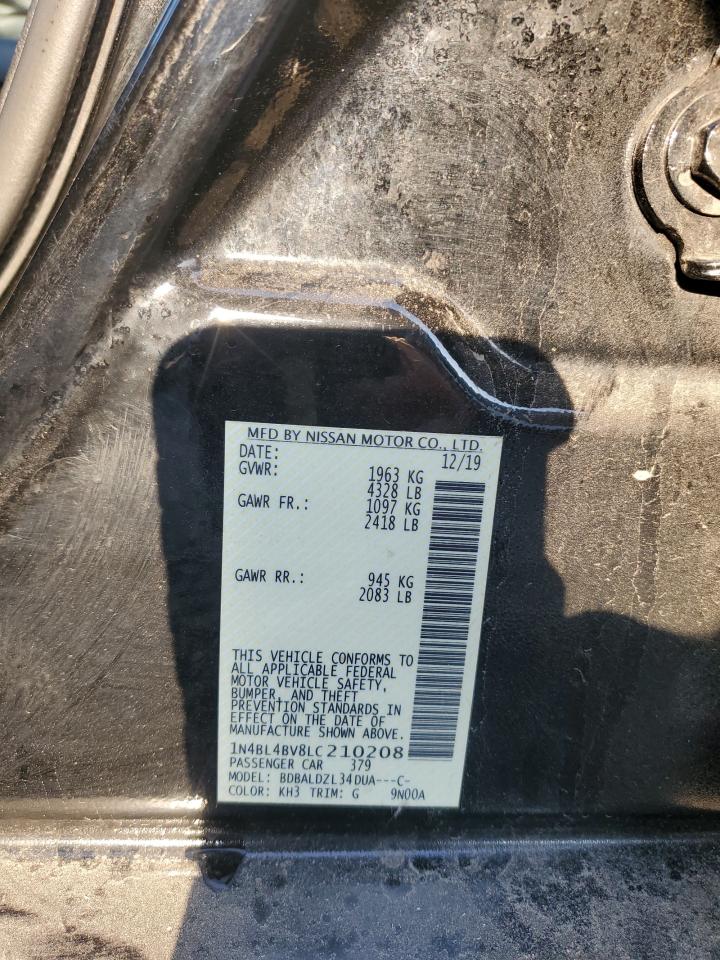 MFD BY NISSAN MOTOR CO., LTD.
DATE: 12/19
GVWR: 1963 KG
4328 LB
GAWR FR.: 1097 KG
2418 LB
GAWR RR.: 945 KG
2083 LB
THIS VEHICLE CONFORMS TO
ALL APPLICABLE FEDERAL
MOTOR VEHICLE SAFETY,
BUMPER, AND THEFT
PREVENTION STANDARDS IN
EFFECT ON THE DATE OF
MANUFACTURE SHOWN ABOVE.
1N4BL4BV8LC210208
PASSENGER CAR 379
MODEL: BDBALDZL34DUA---C-
COLOR: KH3 TRIM: G 9N00A